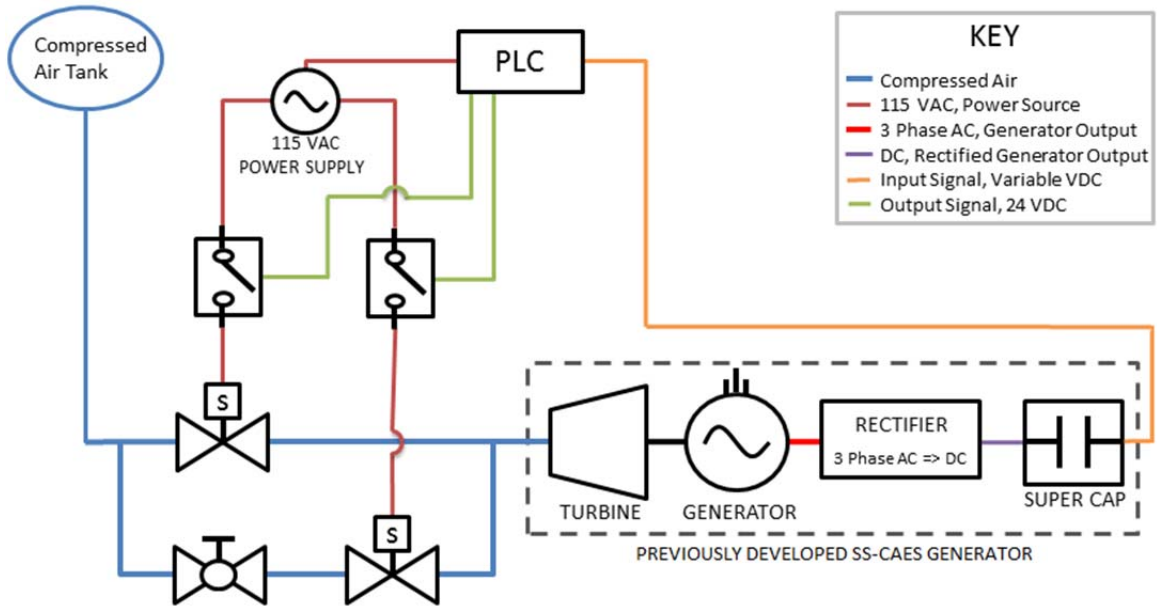 Compressed
Air Tank
PLC
115 VAC
POWER SUPPLY
KEY
Compressed Air
115 VAC, Power Source
3 Phase AC, Generator Output
DC, Rectified Generator Output
Input Signal, Variable VDC
Output Signal, 24 VDC
S
S
RECTIFIER
3 Phase AC => DC
TURBINE
GENERATOR
SUPER CAP
PREVIOUSLY DEVELOPED SS-CAES GENERATOR